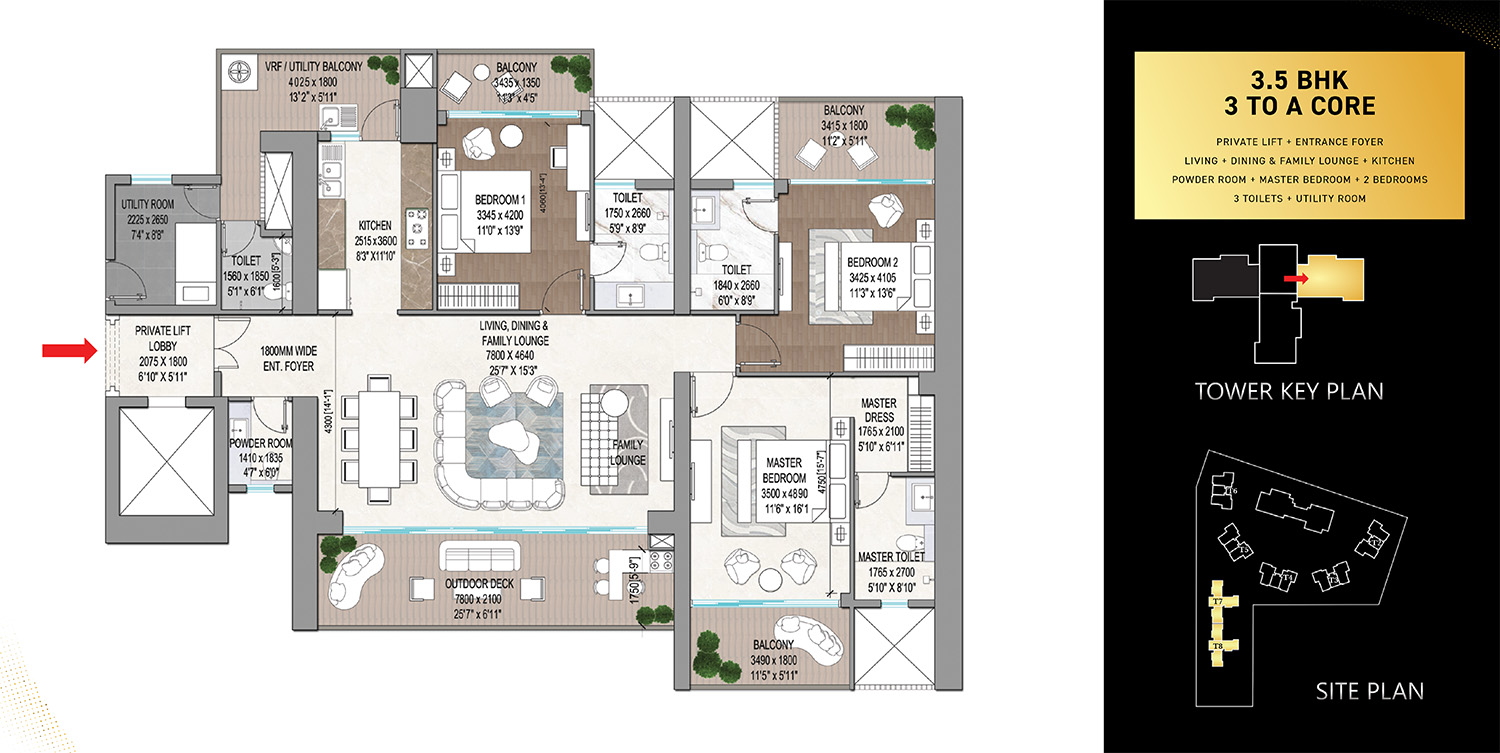 VRF / UTILITY BALCONY
4025 x 1800
13'2" x 5'11"
BALCONY
3435 x 1350
11'3" x 4'5"
BALCONY
3415 x 1800
11'2" x 5'11"
UTILITY ROOM
2225 x 2650
7'4" x 8'8"
TOILET
1560 x 1850
5'1" x 6'1"
1600[5'-3"]
KITCHEN
2515x3600
8'3" X11'10"
BEDROOM 1
3345 x 4200
11'0" x 13'9"
4060[13'-4"]
TOILET
1750 x 2660
5'9" x 8'9"
TOILET
1840 x 2660
6'0" x 8'9"
BEDROOM 2
3425 x 4105
11'3" x 13'6"
PRIVATE LIFT
LOBBY
2075 X 1800
6'10" X 5'11"
1800MM WIDE
ENT. FOYER
LIVING, DINING &
FAMILY LOUNGE
7800 X 4640
25'7" X 15'3"
4300 [14'-1"]
POWDER ROOM
1410 x 1835
4'7" x 6'0"
FAMILY
LOUNGE
MASTER
BEDROOM
3500 x 4890
11'6" x 16'1
4750[15'-7"]
MASTER
DRESS
1765 x 2100
5'10" x 6'11"
MASTER TOILET
1765 x 2700
5'10" X 8'10"
OUTDOOR DECK
7800 x 2100
25'7" x 6'11"
1750[5'-9"]
BALCONY
3490 x 1800
11'5" x 5'11"
3.5 BHK
3 TO A CORE
PRIVATE LIFT + ENTRANCE FOYER
LIVING + DINING & FAMILY LOUNGE + KITCHEN
POWDER ROOM + MASTER BEDROOM + 2 BEDROOMS
3 TOILETS + UTILITY ROOM
TOWER KEY PLAN
T6
T5
T4
T3
T2
T7
T8
SITE PLAN